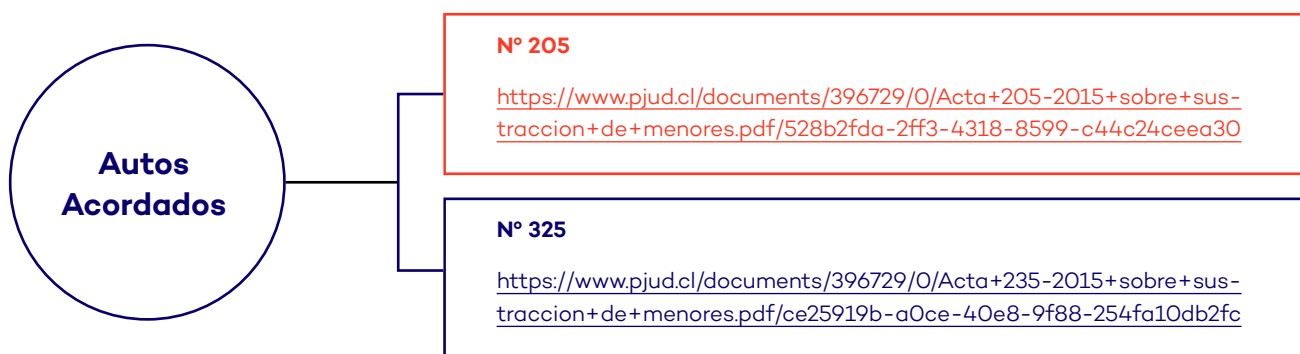 Autos
Acordados
Nº 205
https://www.pjud.cl/documents/396729/0/Acta+205-2015+sobre+sus-
traccion+de+menores.pdf/528b2fda-2ff3-4318-8599-c44c24ceea30
Nº 325
https://www.pjud.cl/documents/396729/0/Acta+235-2015+sobre+sus-
traccion+de+menores.pdf/ce25919b-a0ce-40e8-9f88-254fa10db2fc